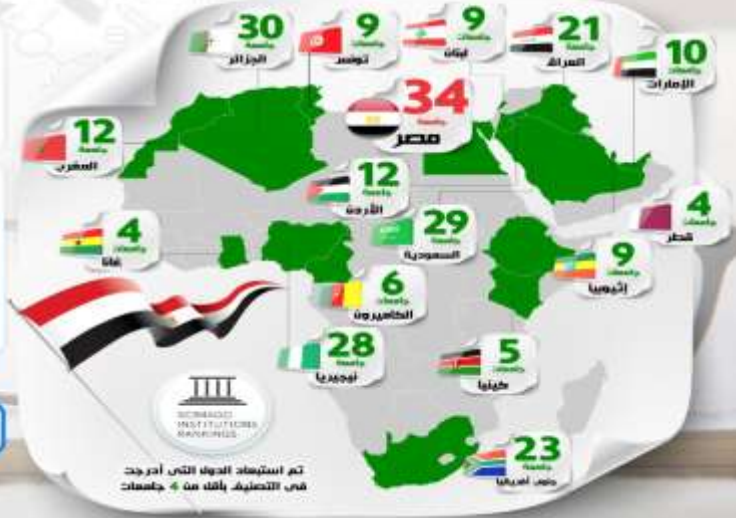 30
جامعة
الجزائر
9
جامعات
تونس
9
جامعات
لبنان
21
جامعة
العراق
10
جامعات
الإمارات
34
جامعة
مصر
12
جامعة
المغرب
12
جامعة
الأردن
4
جامعات
قطر
4
جامعات
غانا
29
جامعة
السعودية
9
جامعات
إثيوبيا
6
جامعات
الكاميرون
28
جامعة
نيجيريا
5
جامعات
كينيا
23
جامعة
جنوب أفريقيا
SCIMAGO
INSTITUTIONS
RANKINGS
تم استبعاد الدول التى أدرجت
فى التصنيف بأقل من 4 جامعات